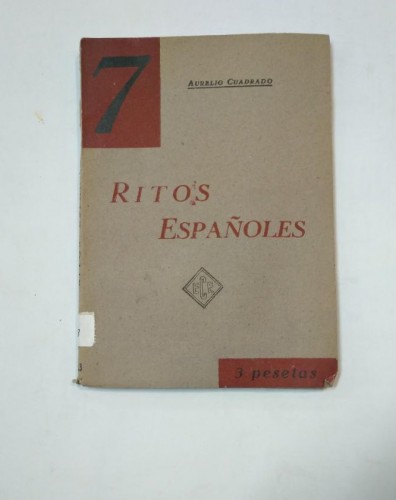 7
AURELIO CUADRADO
RITOS
ESPAÑOLES
3 pesetas